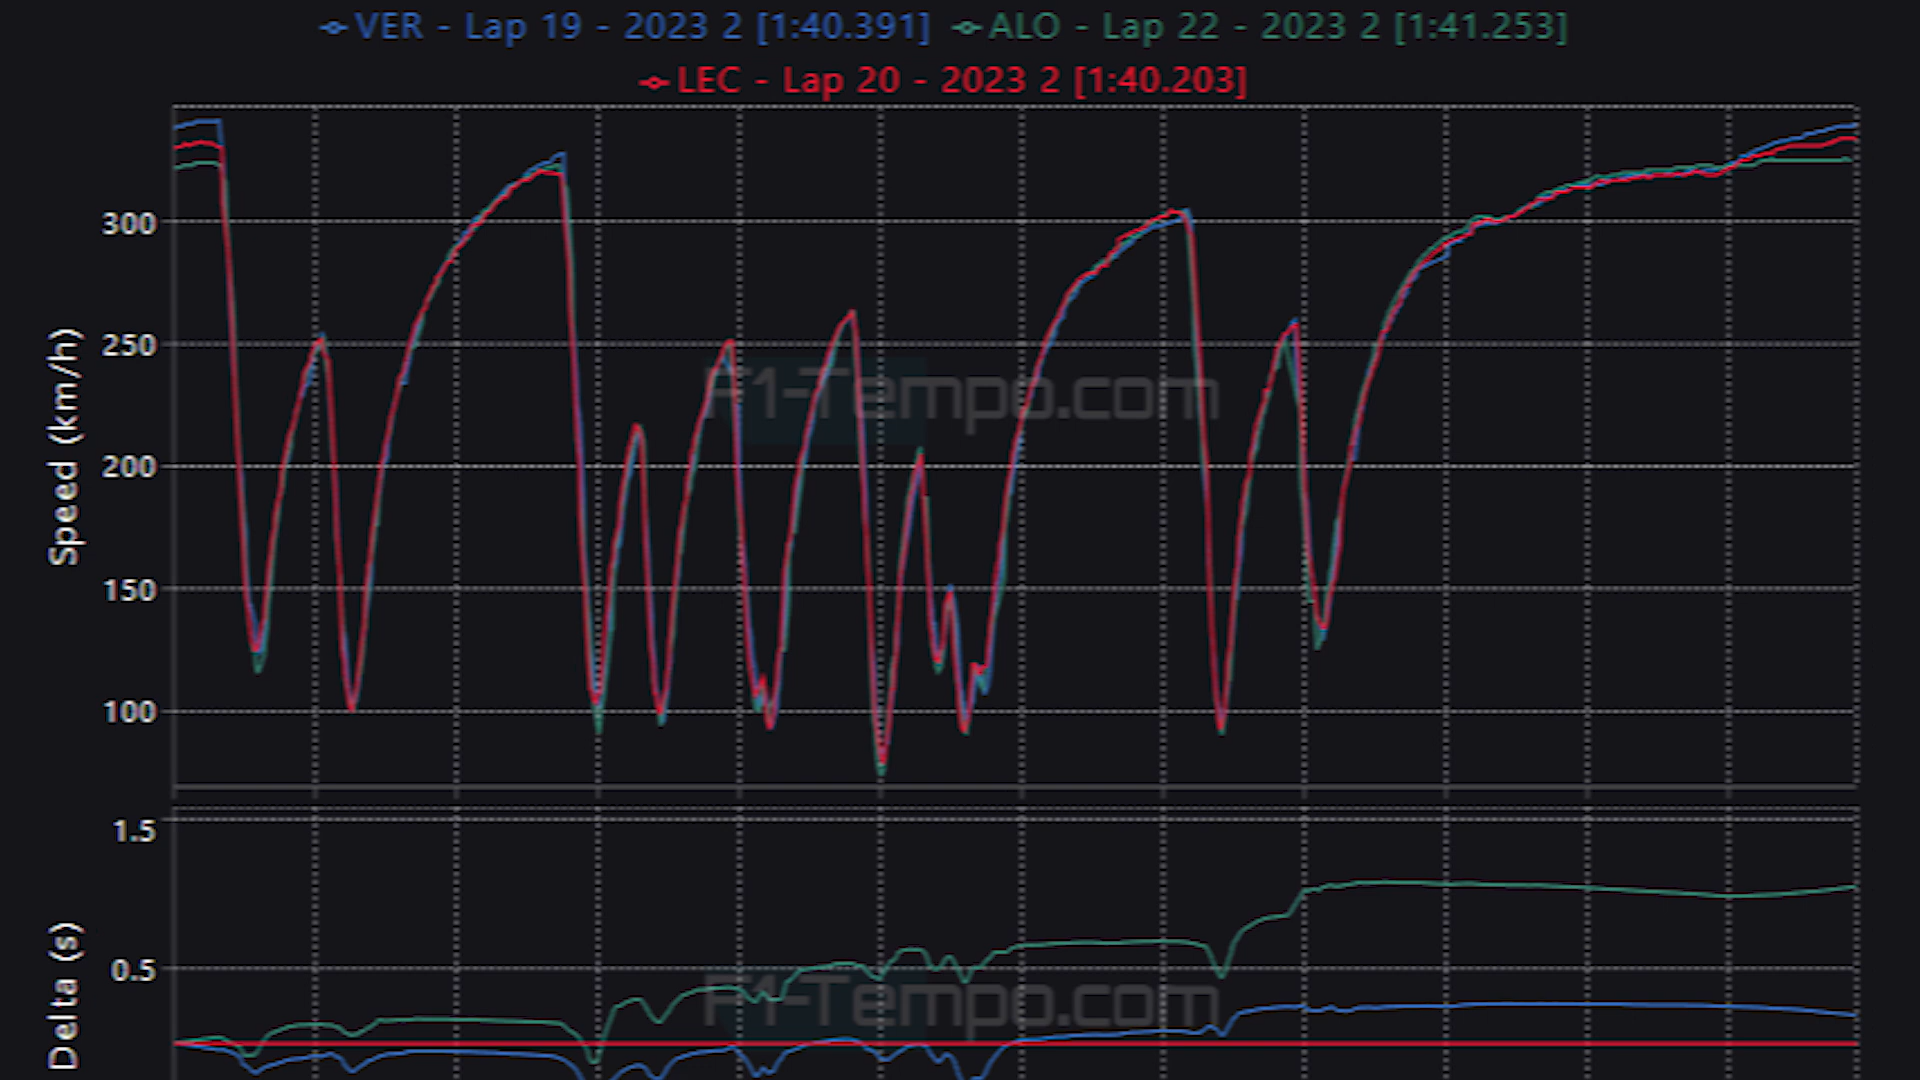 VER - Lap 19 - 2023 2 [1:40.391] ALO - Lap 22 - 2023 2 [1:41.253]
LEC - Lap 20 - 2023 2 [1:40.203]
Speed (km/h)
300
250
200
150
100
F1-Tempo.com
Delta (s)
1.5
0.5
F1-Tempo.com